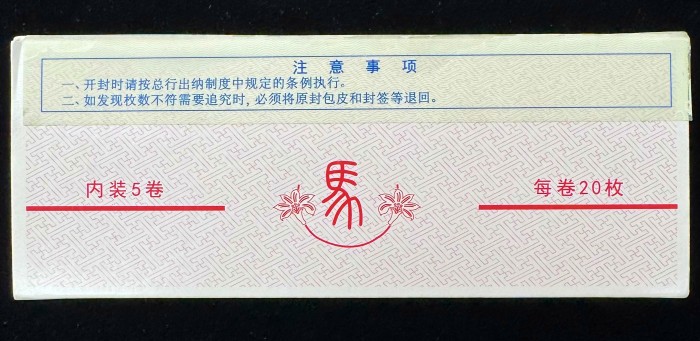 注意事项
一、开封时请按总行出纳制度中规定的条例执行。
二、如发现枚数不符需要追究时,必须将原封包皮和封签等退回。
馬
内装5卷
每卷20枚